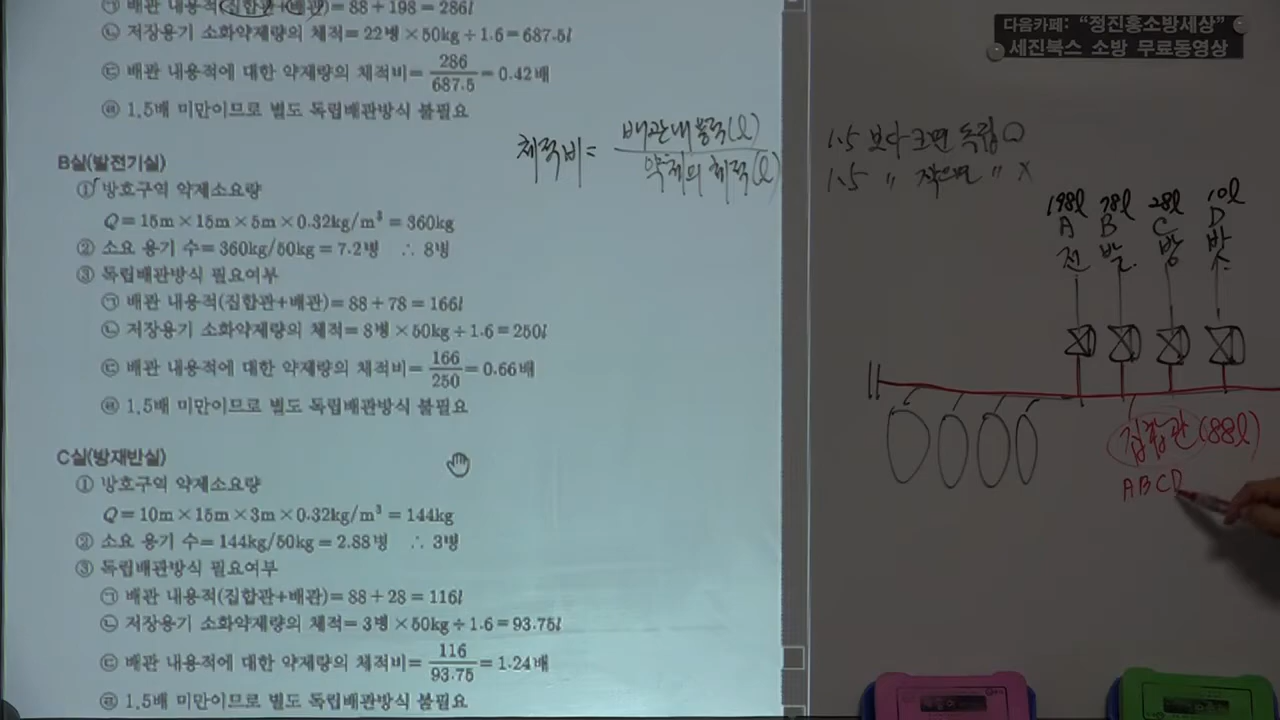 ㉠ 배관 내용적(집합관+배관)=88+198=286l
㉡ 저장용기 소화약제량의 체적=22병×50kg÷1.6=687.5l
㉢ 배관 내용적에 대한 약제량의 체적비=286/687.5=0.42배
㉣ 1.5배 미만이므로 별도 독립배관방식 불필요
B실(발전기실)
① 방호구역 약제소요량
Q=15m×15m×5m×0.32kg/m³=360kg
② 소요 용기 수=360kg/50kg=7.2병 ∴ 8병
③ 독립배관방식 필요여부
㉠ 배관 내용적(집합관+배관)=88+78=166l
㉡ 저장용기 소화약제량의 체적=8병×50kg÷1.6=250l
㉢ 배관 내용적에 대한 약제량의 체적비=166/250=0.66배
㉣ 1.5배 미만이므로 별도 독립배관방식 불필요
C실(방재반실)
① 방호구역 약제소요량
Q=10m×15m×3m×0.32kg/m³=144kg
② 소요 용기 수=144kg/50kg=2.88병 ∴ 3병
③ 독립배관방식 필요여부
㉠ 배관 내용적(집합관+배관)=88+28=116l
㉡ 저장용기 소화약제량의 체적=3병×50kg÷1.6=93.75l
㉢ 배관 내용적에 대한 약제량의 체적비=116/93.75=1.24배
㉣ 1.5배 미만이므로 별도 독립배관방식 불필요
다음카페: "정진홍소방세상"
세진북스 소방 무료동영상
체적비= 배관내용적(l)/약제의 체적(l)
1.5 보다 크면 독립 O
1.5 " 작으면 " X
198l 78l 28l 10l
A B C D
전 발 방
집합관(88l)
A B C D